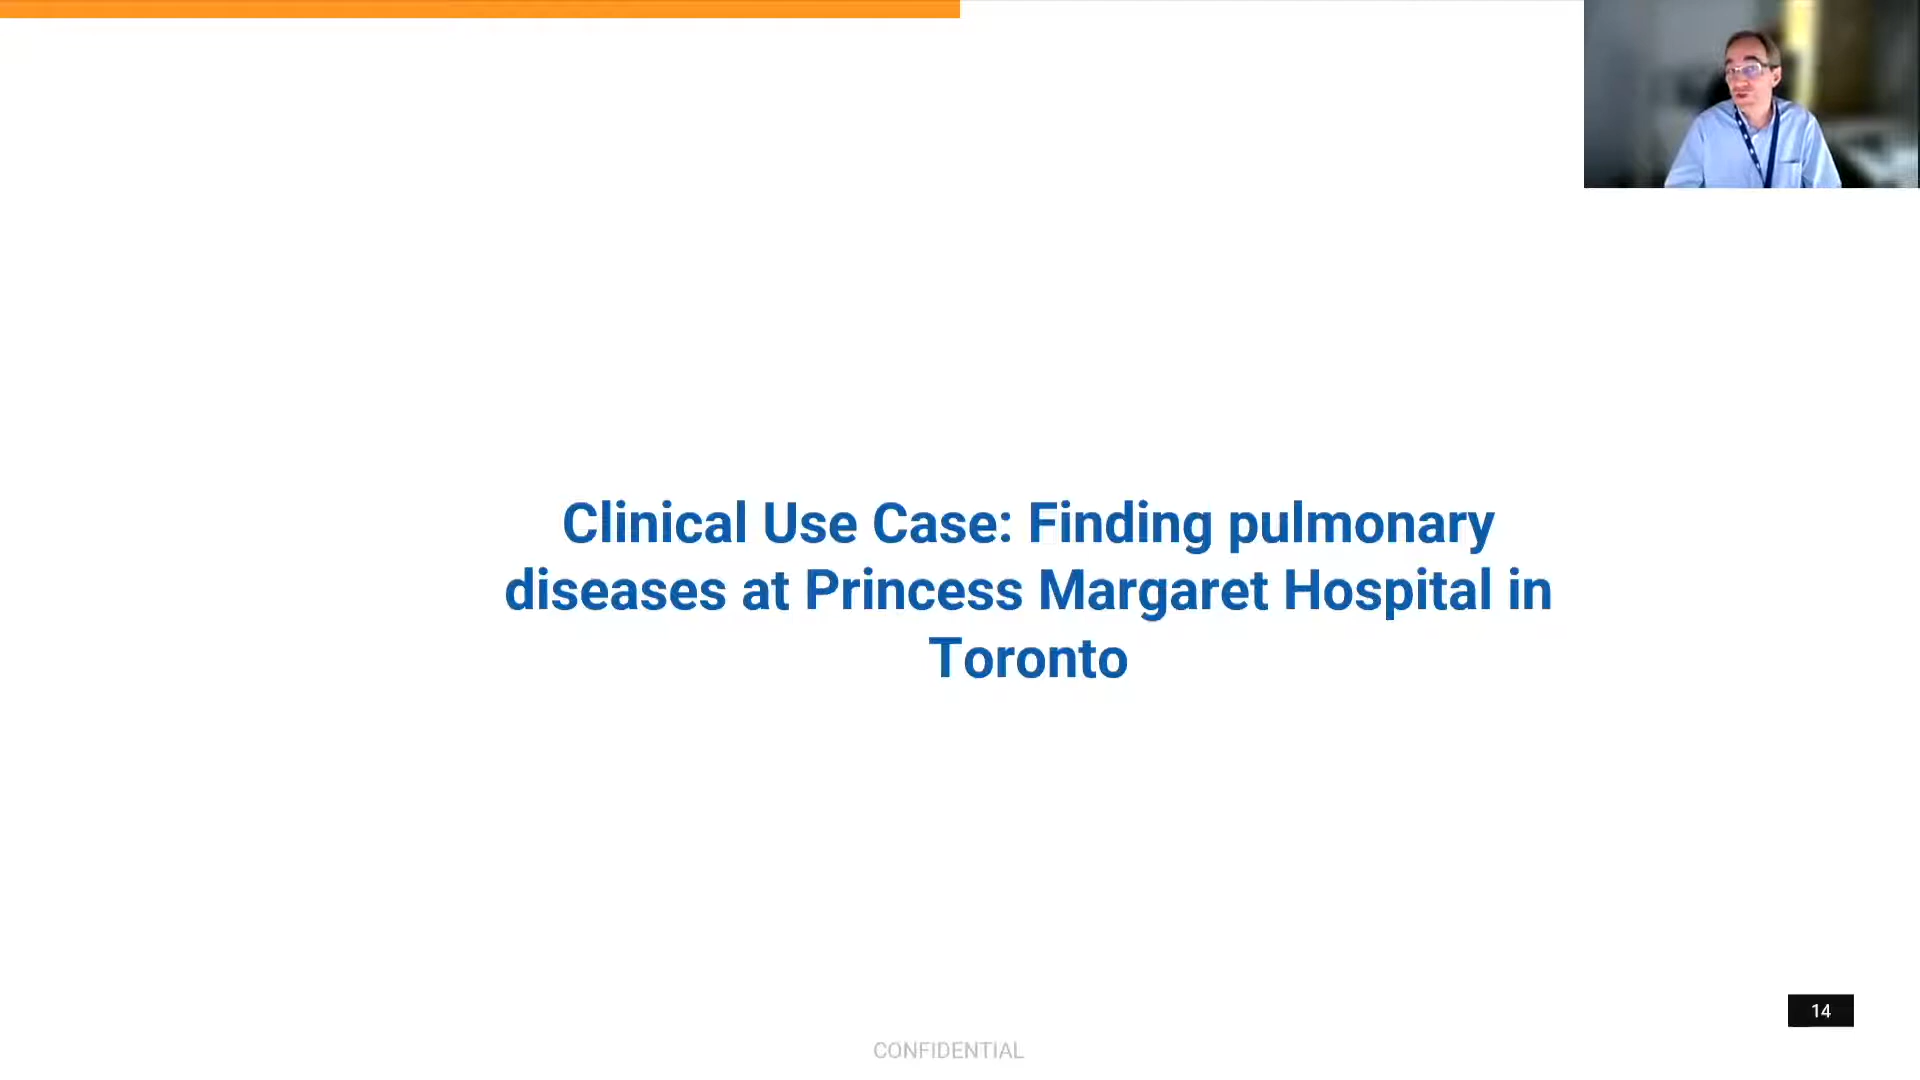 Clinical Use Case: Finding pulmonary
diseases at Princess Margaret Hospital in
Toronto
14
CONFIDENTIAL